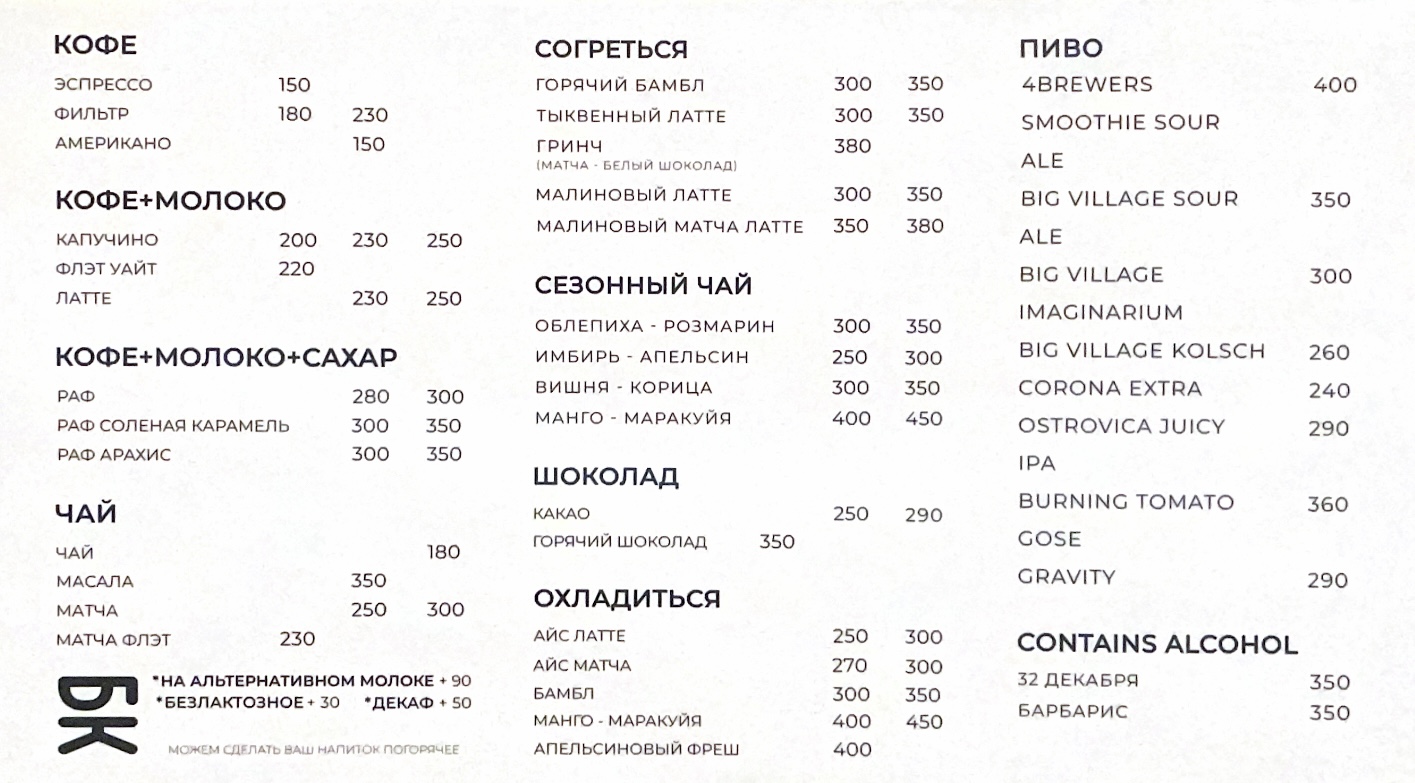 КОФЕ
ЭСПРЕССО 150
ФИЛЬТР 180 230
АМЕРИКАНО 150
КОФЕ+МОЛОКО
КАПУЧИНО 200 230 250
ФЛЭТ УАЙТ 220
ЛАТТЕ 230 250
КОФЕ+МОЛОКО+САХАР
РАФ 280 300
РАФ СОЛЕНАЯ КАРАМЕЛЬ 300 350
РАФ АРАХИС 300 350
ЧАЙ
ЧАЙ 180
МАСАЛА 350
МАТЧА 250 300
МАТЧА ФЛЭТ 230
БК
*НА АЛЬТЕРНАТИВНОМ МОЛОКЕ + 90
*БЕЗЛАКТОЗНОЕ + 30 *ДЕКАФ + 50
МОЖЕМ СДЕЛАТЬ ВАШ НАПИТОК ПОГОРЯЧЕЕ
СОГРЕТЬСЯ
ГОРЯЧИЙ БАМБЛ 300 350
ТЫКВЕННЫЙ ЛАТТЕ 300 350
ГРИНЧ 380
(МАТЧА - БЕЛЫЙ ШОКОЛАД)
МАЛИНОВЫЙ ЛАТТЕ 300 350
МАЛИНОВЫЙ МАТЧА ЛАТТЕ 350 380
СЕЗОННЫЙ ЧАЙ
ОБЛЕПИХА - РОЗМАРИН 300 350
ИМБИРЬ - АПЕЛЬСИН 250 300
ВИШНЯ - КОРИЦА 300 350
МАНГО - МАРАКУЙЯ 400 450
ШОКОЛАД
КАКАО 250 290
ГОРЯЧИЙ ШОКОЛАД 350
ОХЛАДИТЬСЯ
АЙС ЛАТТЕ 250 300
АЙС МАТЧА 270 300
БАМБЛ 300 350
МАНГО - МАРАКУЙЯ 400 450
АПЕЛЬСИНОВЫЙ ФРЕШ 400
ПИВО
4BREWERS 400
SMOOTHIE SOUR
ALE
BIG VILLAGE SOUR 350
ALE
BIG VILLAGE 300
IMAGINARIUM
BIG VILLAGE KOLSCH 260
CORONA EXTRA 240
OSTROVICA JUICY 290
IPA
BURNING TOMATO 360
GOSE
GRAVITY 290
CONTAINS ALCOHOL
32 ДЕКАБРЯ 350
БАРБАРИС 350